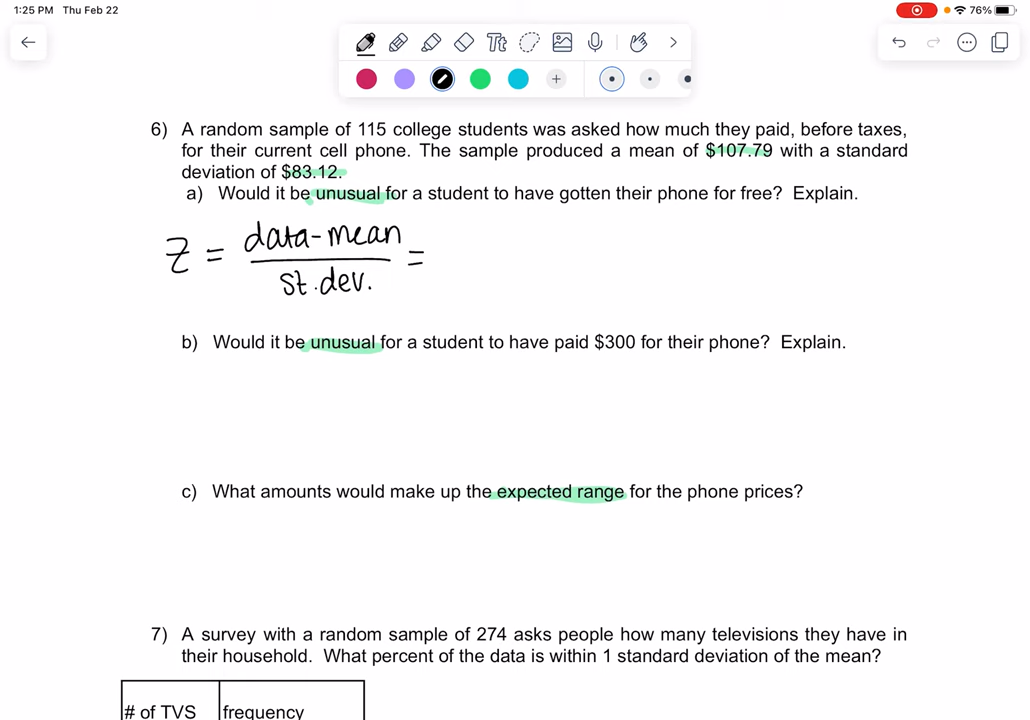 1:25 PM Thu Feb 22
76%
Tt
6) A random sample of 115 college students was asked how much they paid, before taxes,
for their current cell phone. The sample produced a mean of $107.79 with a standard
deviation of $83.12.
a) Would it be unusual for a student to have gotten their phone for free? Explain.
Z = data-mean / st.dev. =
b) Would it be unusual for a student to have paid $300 for their phone? Explain.
c) What amounts would make up the expected range for the phone prices?
7) A survey with a random sample of 274 asks people how many televisions they have in
their household. What percent of the data is within 1 standard deviation of the mean?
# of TVS frequency